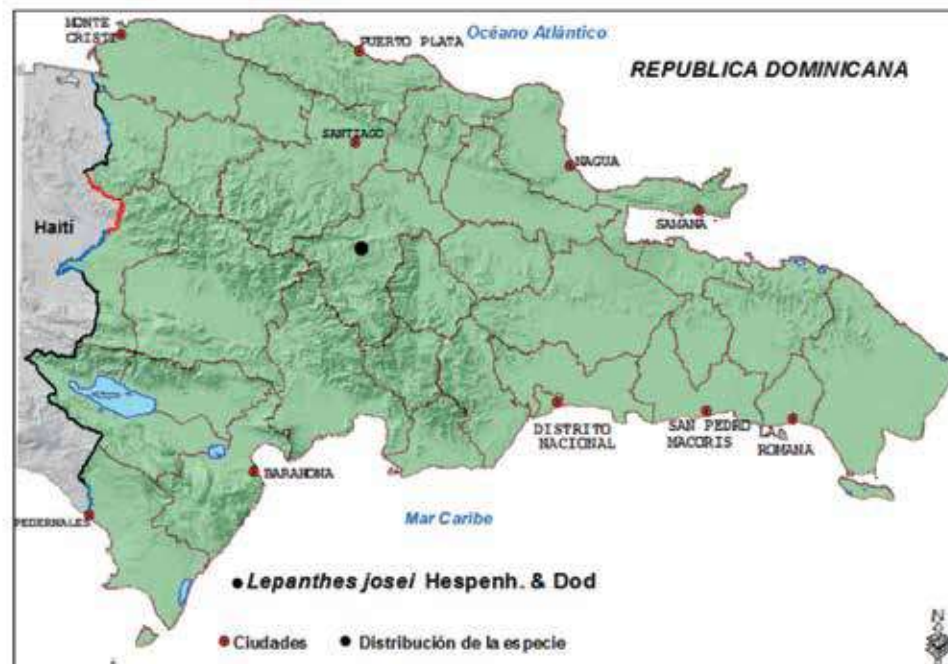 MONTE
CRISTI
PUERTO PLATA
Océano Atlántico
REPUBLICA DOMINICANA
SANTIAGO
NAGUA
SAMANA
Haití
DISTRITO
NACIONAL
SAN PEDRO
MACORIS
LA
ROMANA
BARAHONA
PEDERNALES
Mar Caribe
Lepanthes josei Hespenh. & Dod
Ciudades
Distribución de la especie
N